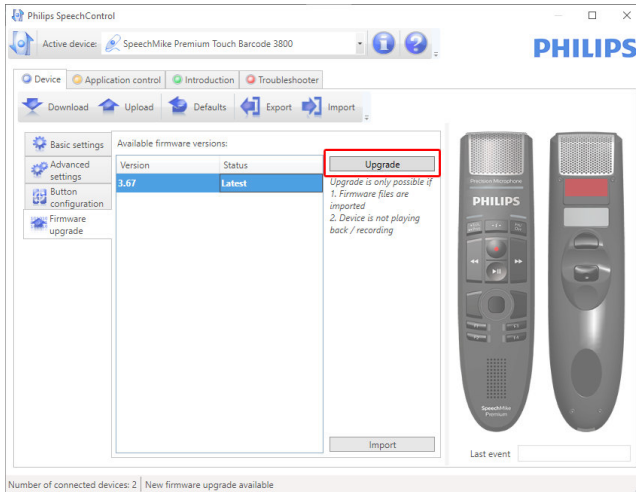 Philips SpeechControl
Active device: SpeechMike Premium Touch Barcode 3800
PHILIPS
Device Application control Introduction Troubleshooter
Download Upload Defaults Export Import
Basic settings
Advanced
settings
Button
configuration
Firmware
upgrade
Available firmware versions:
Version Status
3.67 Latest
Upgrade
Upgrade is only possible if
1. Firmware files are
imported
2. Device is not playing
back / recording
Import
Precision Microphone
PHILIPS
SpeechMike
Premium
Last event
Number of connected devices: 2 New firmware upgrade available